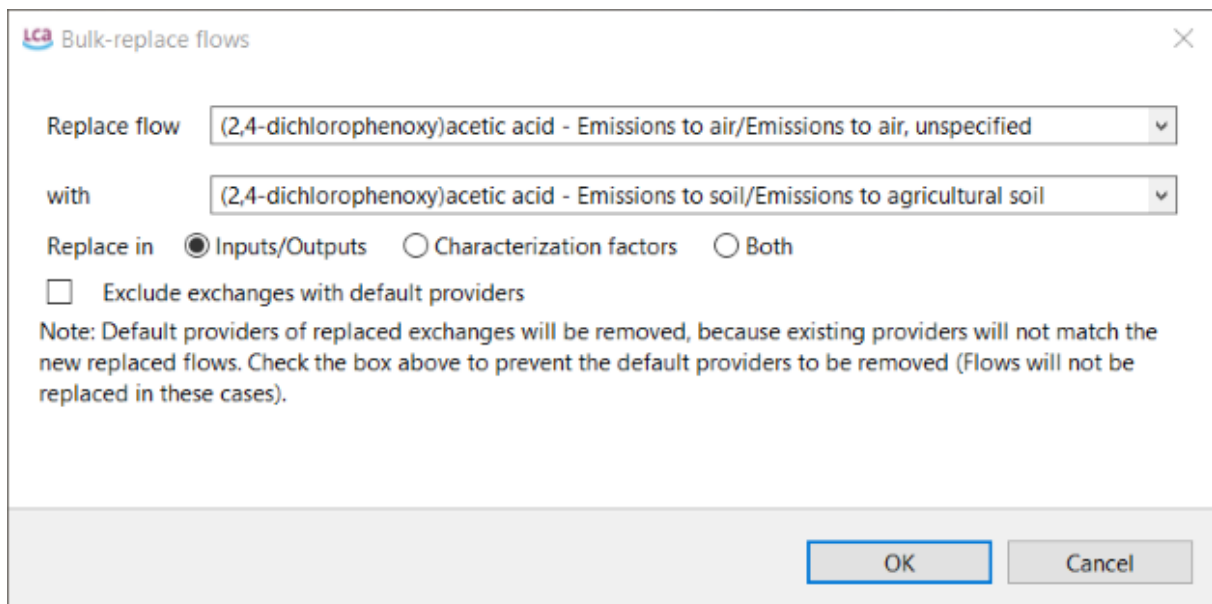 LCA Bulk-replace flows
Replace flow (2,4-dichlorophenoxy)acetic acid - Emissions to air/Emissions to air, unspecified
with (2,4-dichlorophenoxy)acetic acid - Emissions to soil/Emissions to agricultural soil
Replace in Inputs/Outputs Characterization factors Both
Exclude exchanges with default providers
Note: Default providers of replaced exchanges will be removed, because existing providers will not match the
new replaced flows. Check the box above to prevent the default providers to be removed (Flows will not be
replaced in these cases).
OK Cancel